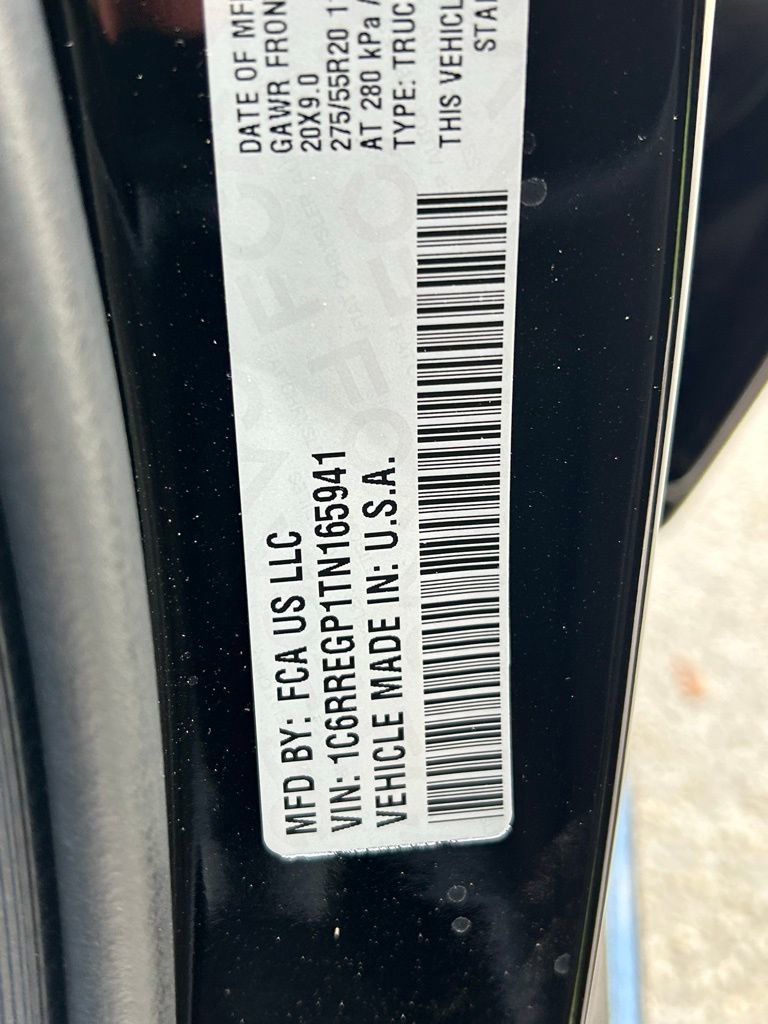 MFD BY: FCA US LLC
DATE OF MF
GAWR FRON
VIN: 1C6RREGP1TN165941
20X9.0
275/55R20 1
VEHICLE MADE IN: U.S.A.
AT 280 kPa
TYPE: TRUC
THIS VEHICL
STA